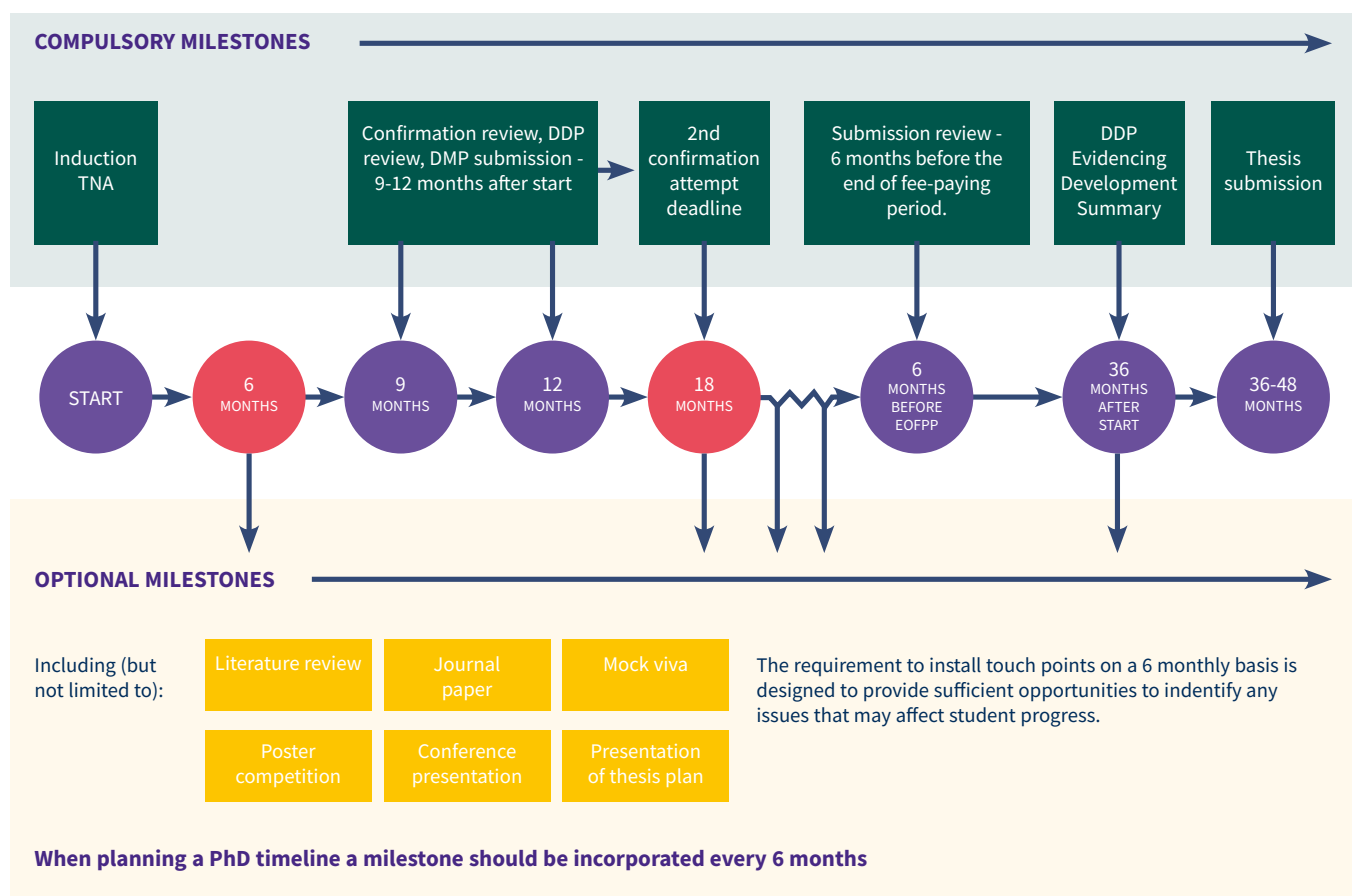 COMPULSORY MILESTONES
Induction
TNA
Confirmation review, DDP
review, DMP submission -
9-12 months after start
2nd
confirmation
attempt
deadline
Submission review -
6 months before the
end of fee-paying
period.
DDP
Evidencing
Development
Summary
Thesis
submission
START
6
MONTHS
9
MONTHS
12
MONTHS
18
MONTHS
6
MONTHS
BEFORE
EOFPP
36
MONTHS
AFTER
START
36-48
MONTHS
OPTIONAL MILESTONES
Including (but
not limited to):
Literature review
Journal
paper
Mock viva
Poster
competition
Conference
presentation
Presentation
of thesis plan
The requirement to install touch points on a 6 monthly basis is
designed to provide sufficient opportunities to indentify any
issues that may affect student progress.
When planning a PhD timeline a milestone should be incorporated every 6 months